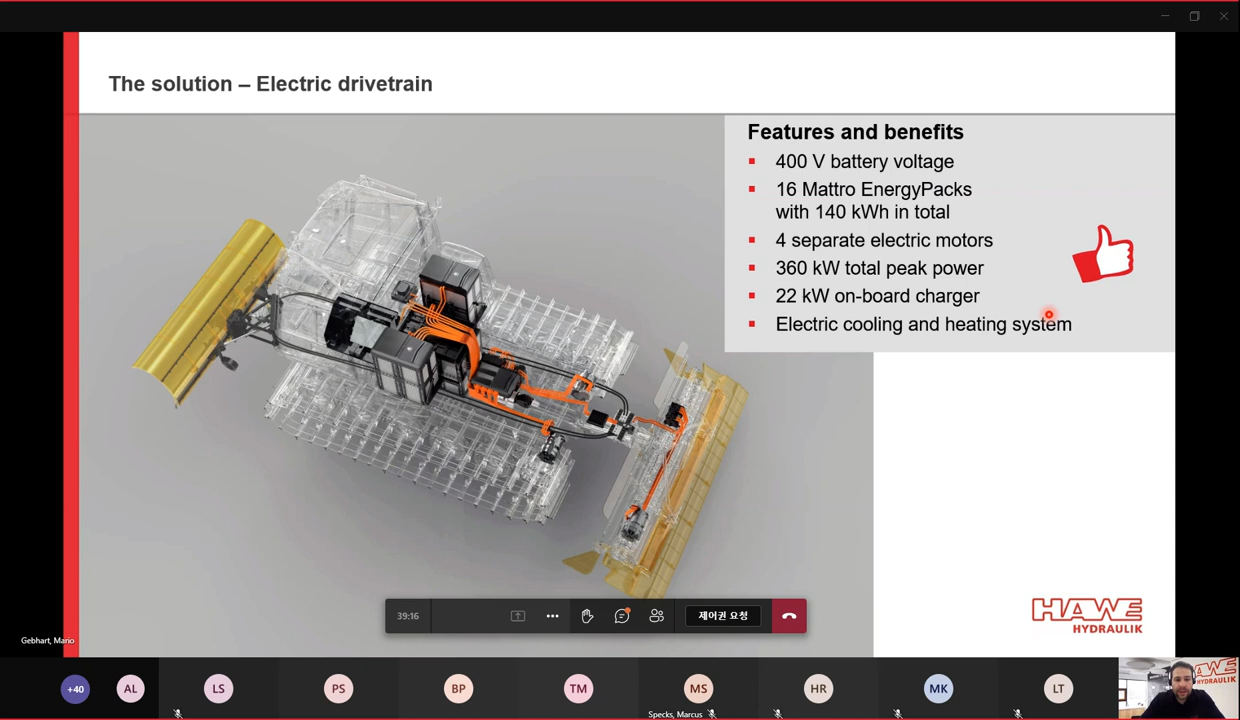 The solution – Electric drivetrain
Features and benefits
400 V battery voltage
16 Mattro EnergyPacks
with 140 kWh in total
4 separate electric motors
360 kW total peak power
22 kW on-board charger
Electric cooling and heating system
39:16
제어권 요청
HAWE
HYDRAULIK
Gebhart, Mario
+40
AL
LS
PS
BP
TM
MS
HR
MK
LT
Specks, Marcus
HAWE
HYDRAULIK